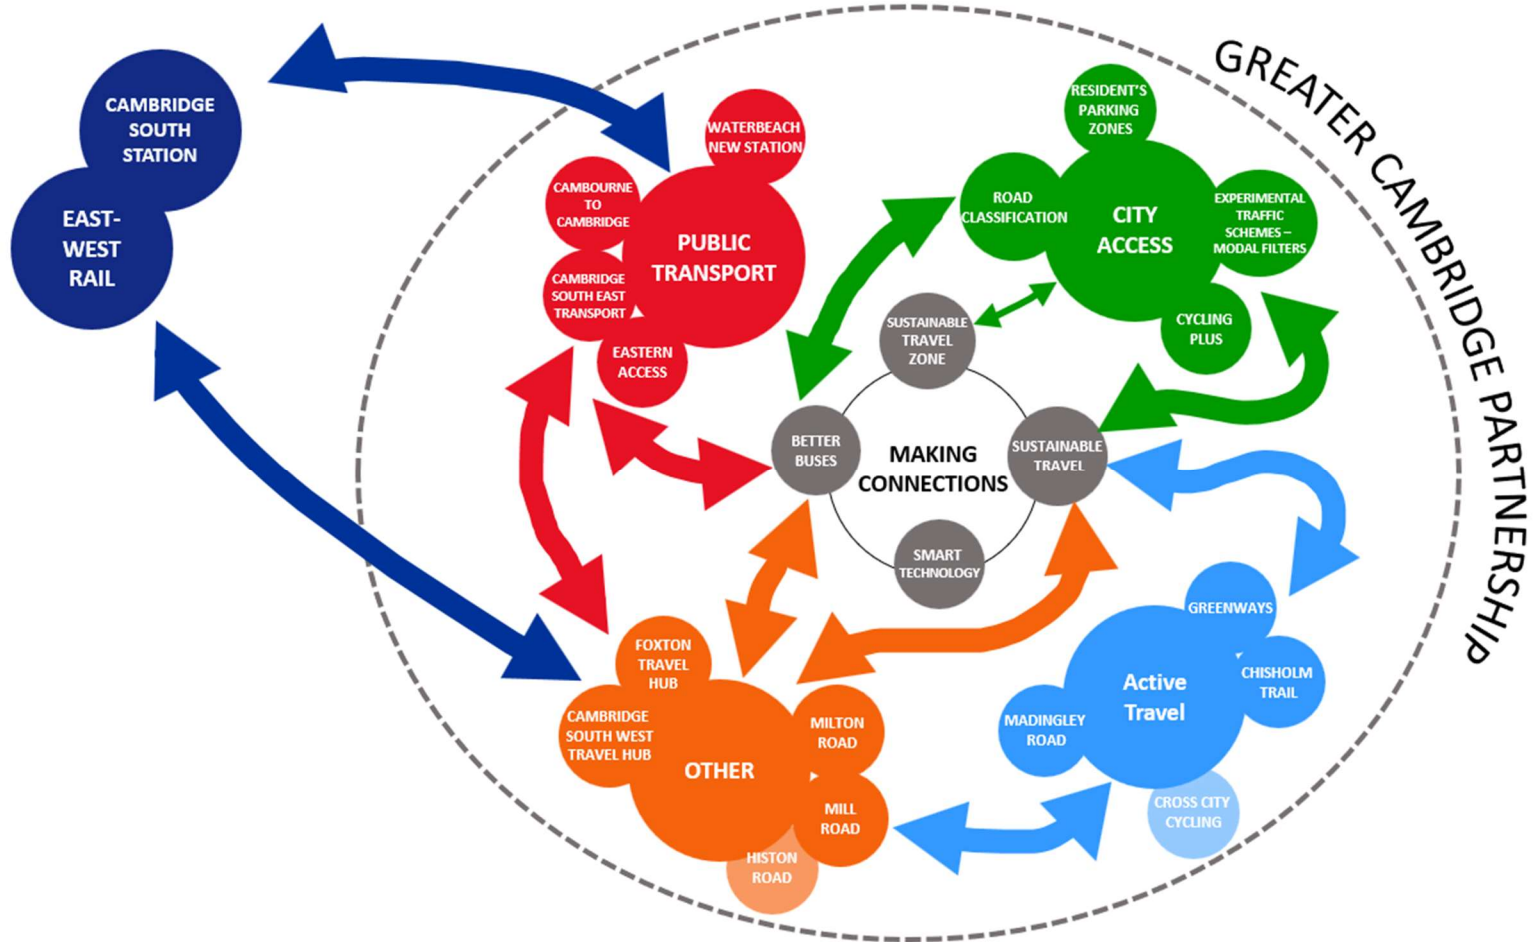 GREATER CAMBRIDGE PARTNERSHIP
CAMBRIDGE
SOUTH
STATION
EAST-
WEST
RAIL
WATERBEACH
NEW STATION
CAMBOURNE
TO
CAMBRIDGE
PUBLIC
TRANSPORT
CAMBRIDGE
SOUTH EAST
TRANSPORT
EASTERN
ACCESS
RESIDENT'S
PARKING
ZONES
ROAD
CLASSIFICATION
CITY
ACCESS
EXPERIMENTAL
TRAFFIC
SCHEMES –
MODAL FILTERS
CYCLING
PLUS
SUSTAINABLE
TRAVEL
ZONE
BETTER
BUSES
MAKING
CONNECTIONS
SUSTAINABLE
TRAVEL
SMART
TECHNOLOGY
FOXTON
TRAVEL
HUB
CAMBRIDGE
SOUTH WEST
TRAVEL HUB
OTHER
MILTON
ROAD
MILL
ROAD
HISTON
ROAD
GREENWAYS
CHISHOLM
TRAIL
Active
Travel
MADINGLEY
ROAD
CROSS CITY
CYCLING